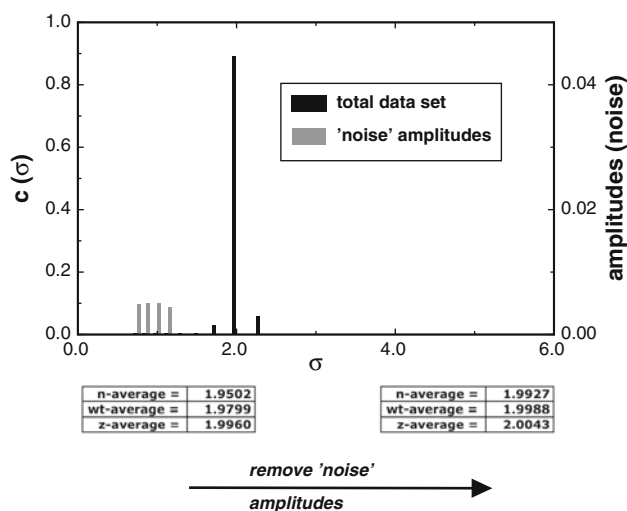 1.0
0.8
0.6
0.4
0.2
0.0
c (σ)
total data set
'noise' amplitudes
0.04
0.02
0.00
amplitudes (noise)
0.0
2.0
4.0
6.0
σ
n-average = 1.9502
wt-average = 1.9799
z-average = 1.9960
n-average = 1.9927
wt-average = 1.9988
z-average = 2.0043
remove 'noise'
amplitudes